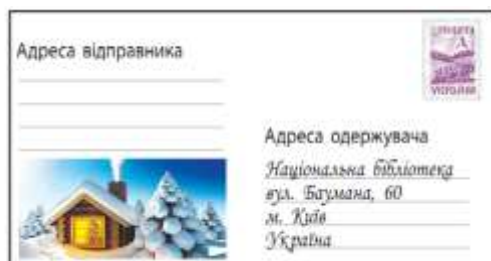 Адреса відправника
Адреса одержувача
Національна бібліотека
вул. Баумана, 60
м. Київ
Україна